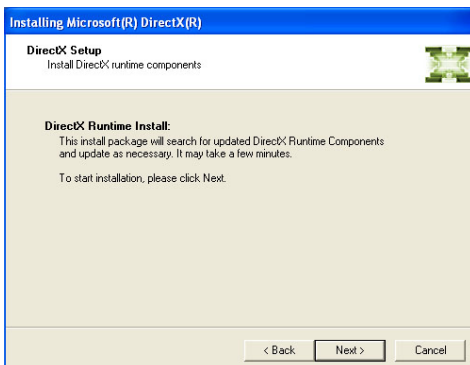 Installing Microsoft(R) DirectX(R)
DirectX Setup
Install DirectX runtime components
DirectX Runtime Install:
This install package will search for updated DirectX Runtime Components
and update as necessary. It may take a few minutes.
To start installation, please click Next.
< Back Next > Cancel